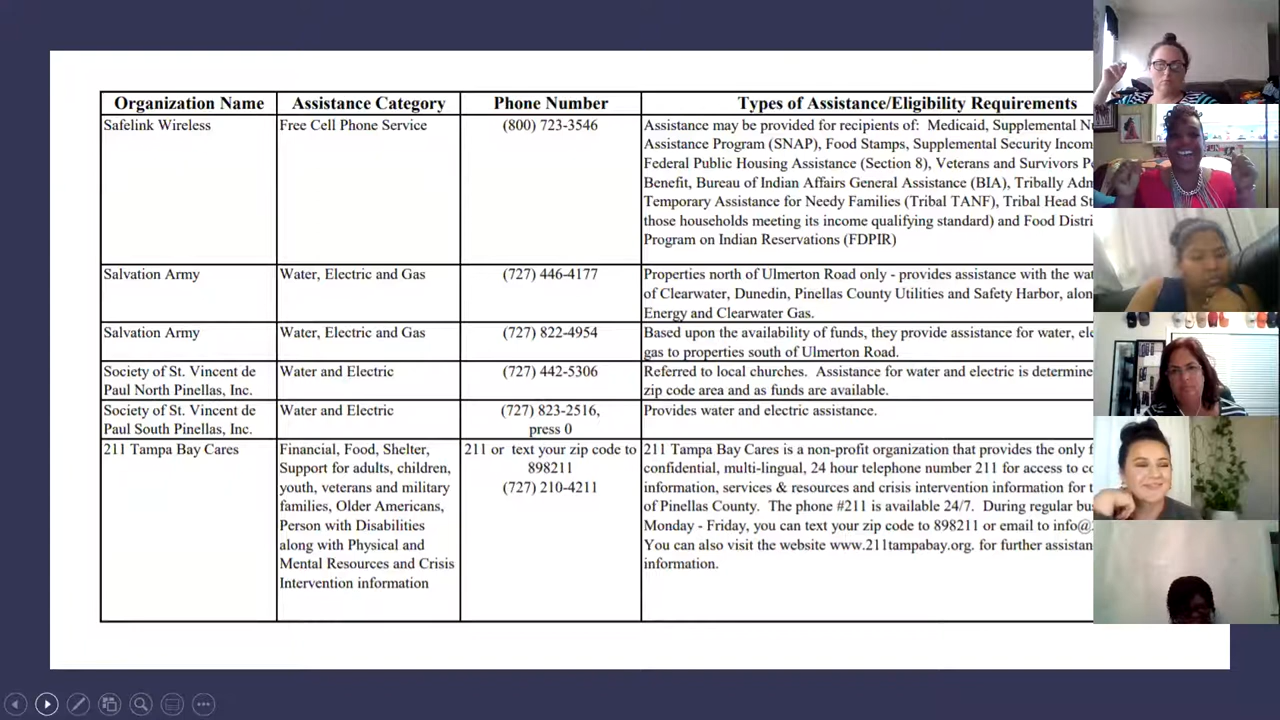 Organization Name Assistance Category Phone Number Types of Assistance/Eligibility Requirements
Safelink Wireless Free Cell Phone Service (800) 723-3546 Assistance may be provided for recipients of: Medicaid, Supplemental
Assistance Program (SNAP), Food Stamps, Supplemental Security
Federal Public Housing Assistance (Section 8), Veterans and Survivors
Benefit, Bureau of Indian Affairs General Assistance (BIA), Tribally
Temporary Assistance for Needy Families (Tribal TANF), Tribal Head
those households meeting its income qualifying standard) and Food
Program on Indian Reservations (FDPIR)
Salvation Army Water, Electric and Gas (727) 446-4177 Properties north of Ulmerton Road only - provides assistance with the
of Clearwater, Dunedin, Pinellas County Utilities and Safety Harbor,
Energy and Clearwater Gas.
Salvation Army Water, Electric and Gas (727) 822-4954 Based upon the availability of funds, they provide assistance for water,
gas to properties south of Ulmerton Road.
Society of St. Vincent de Water and Electric (727) 442-5306 Referred to local churches. Assistance for water and electric is
Paul North Pinellas, Inc. zip code area and as funds are available.
Society of St. Vincent de Water and Electric (727) 823-2516, Provides water and electric assistance.
Paul South Pinellas, Inc. press 0
211 Tampa Bay Cares Financial, Food, Shelter, 211 or text your zip code to 211 Tampa Bay Cares is a non-profit organization that provides the only
Support for adults, children, 898211 confidential, multi-lingual, 24 hour telephone number 211 for access to
youth, veterans and military (727) 210-4211 information, services & resources and crisis intervention information for
families, Older Americans, of Pinellas County. The phone #211 is available 24/7. During regular
Person with Disabilities Monday - Friday, you can text your zip code to 898211 or email to info@
along with Physical and You can also visit the website www.211tampabay.org. for further
Mental Resources and Crisis information.
Intervention information